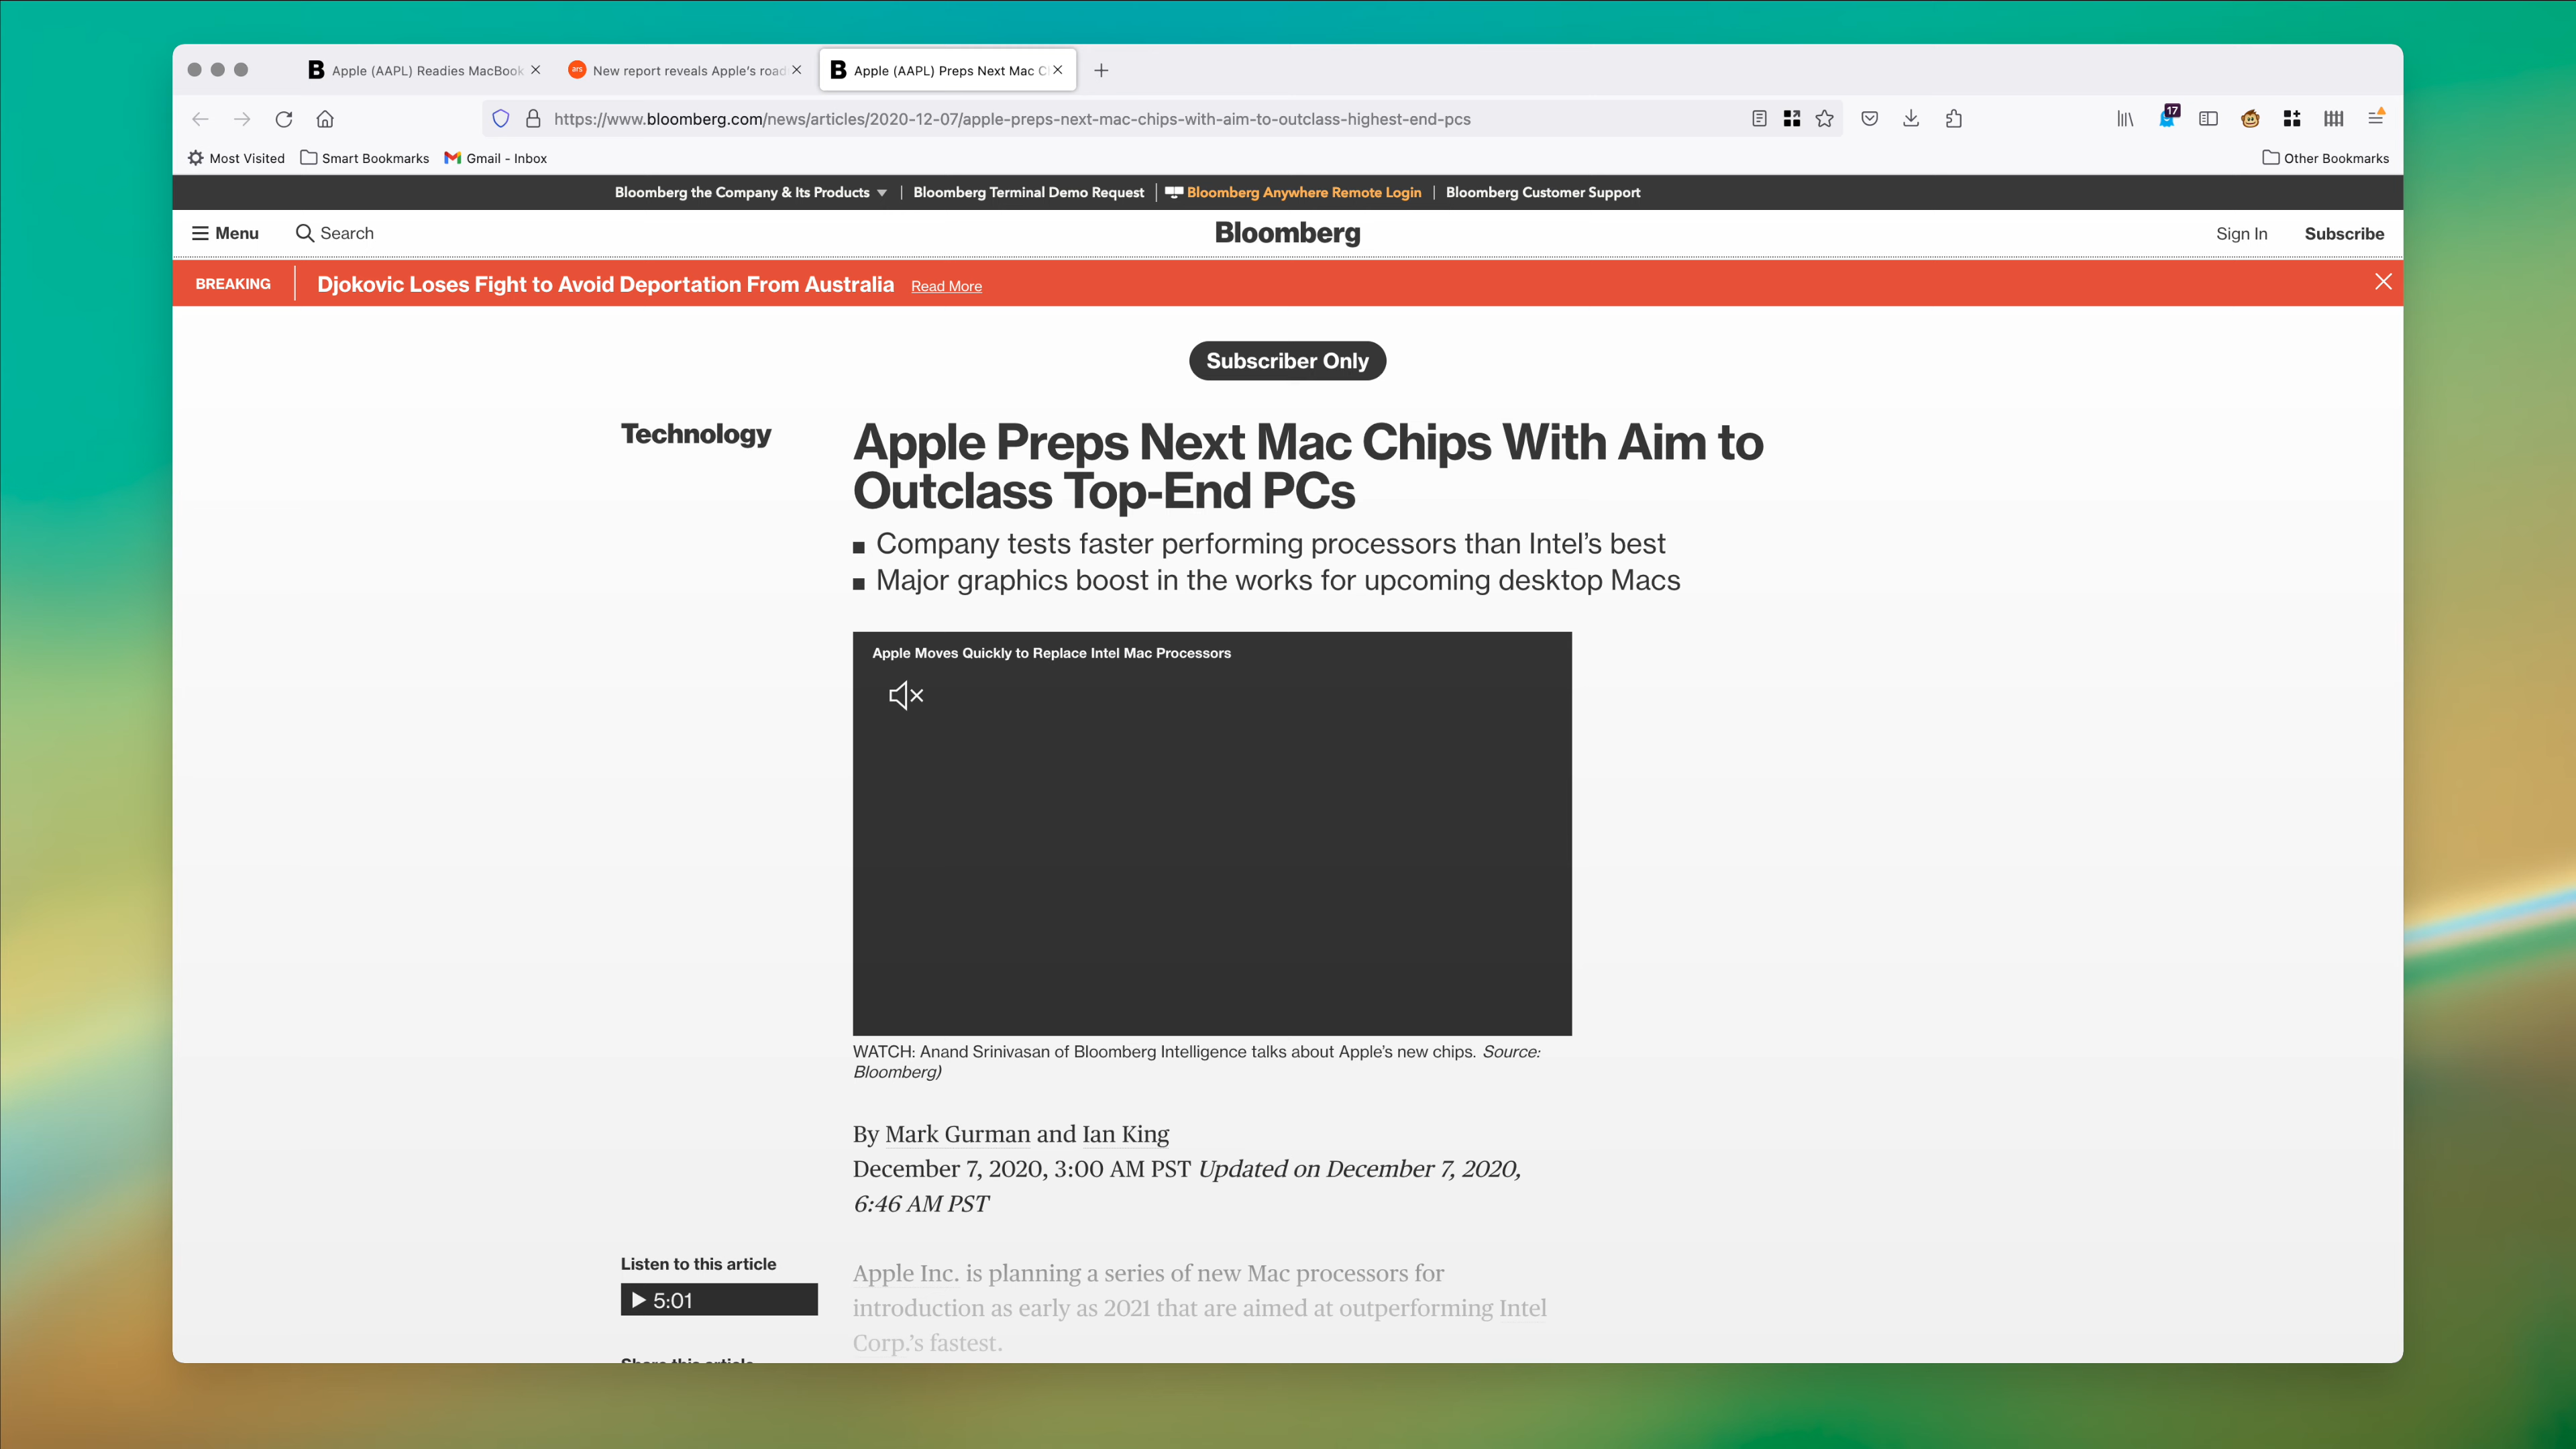 Apple (AAPL) Readies MacBook
ars
New report reveals Apple's road
Apple (AAPL) Preps Next Mac C
https://www.bloomberg.com/news/articles/2020-12-07/apple-preps-next-mac-chips-with-aim-to-outclass-highest-end-pcs
17
Most Visited
Smart Bookmarks
Gmail - Inbox
Other Bookmarks
Bloomberg the Company & Its Products
Bloomberg Terminal Demo Request
Bloomberg Anywhere Remote Login
Bloomberg Customer Support
Menu
Search
Bloomberg
Sign In
Subscribe
BREAKING
Djokovic Loses Fight to Avoid Deportation From Australia
Read More
Subscriber Only
Technology
Apple Preps Next Mac Chips With Aim to
Outclass Top-End PCs
Company tests faster performing processors than Intel's best
Major graphics boost in the works for upcoming desktop Macs
Apple Moves Quickly to Replace Intel Mac Processors
WATCH: Anand Srinivasan of Bloomberg Intelligence talks about Apple's new chips. Source:
Bloomberg)
By Mark Gurman and Ian King
December 7, 2020, 3:00 AM PST Updated on December 7, 2020,
6:46 AM PST
Listen to this article
5:01
Apple Inc. is planning a series of new Mac processors for
introduction as early as 2021 that are aimed at outperforming Intel
Corp.'s fastest.
Share this article